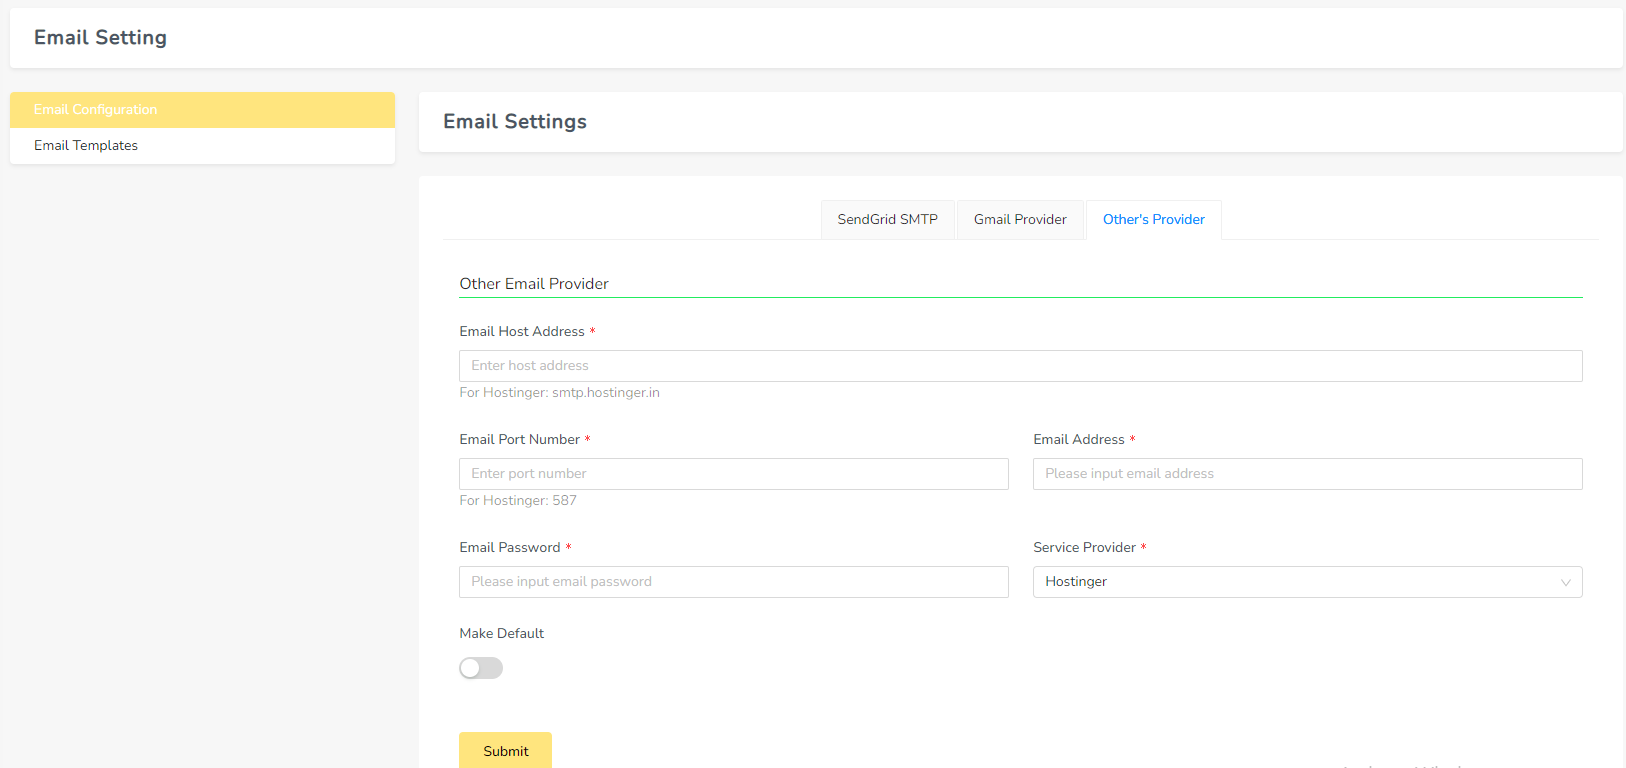 Email Setting
Email Configuration
Email Templates
Email Settings
SendGrid SMTP
Gmail Provider
Other's Provider
Other Email Provider
Email Host Address *
Enter host address
For Hostinger: smtp.hostinger.in
Email Port Number *
Email Address *
Enter port number
Please input email address
For Hostinger: 587
Email Password *
Service Provider *
Please input email password
Hostinger
Make Default
Submit